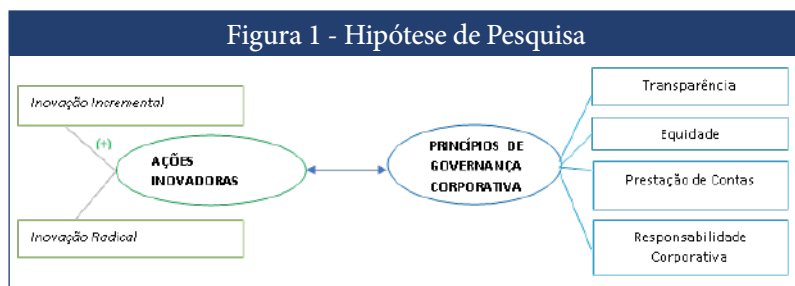 Figura 1 - Hipótese de Pesquisa
Inovação Incremental
(+)
AÇÕES
INOVADORAS
Inovação Radical
PRINCÍPIOS DE
GOVERNANÇA
CORPORATIVA
Transparência
Equidade
Prestação de Contas
Responsabilidade
Corporativa